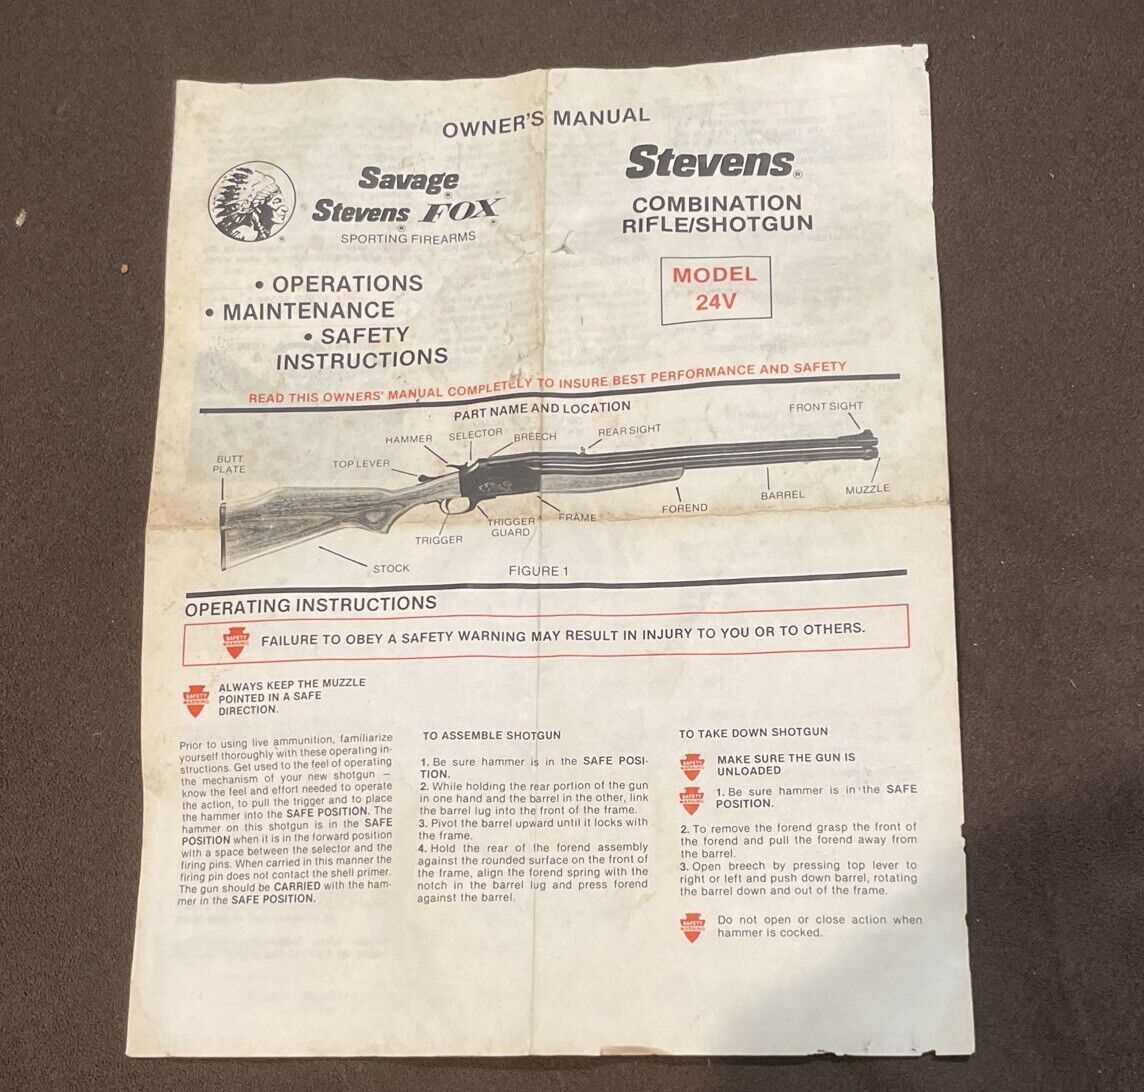 OWNER'S MANUAL
Savage
®
Stevens FOX
® ®
SPORTING FIREARMS
®
• OPERATIONS
• MAINTENANCE
• SAFETY
INSTRUCTIONS
Stevens®
COMBINATION
RIFLE/SHOTGUN
MODEL
24V
READ THIS OWNERS' MANUAL COMPLETELY TO INSURE BEST PERFORMANCE AND SAFETY
PART NAME AND LOCATION
BUTT
PLATE
TOP LEVER
HAMMER
SELECTOR
BREECH
REAR SIGHT
FRONT SIGHT
STOCK
TRIGGER
TRIGGER
GUARD
FRAME
FOREND
BARREL
MUZZLE
FIGURE 1
OPERATING INSTRUCTIONS
SAFETY
WARNING
FAILURE TO OBEY A SAFETY WARNING MAY RESULT IN INJURY TO YOU OR TO OTHERS.
SAFETY
WARNING
ALWAYS KEEP THE MUZZLE
POINTED IN A SAFE
DIRECTION.
Prior to using live ammunition, familiarize
yourself thoroughly with these operating in-
structions. Get used to the feel of operating
the mechanism of your new shotgun —
know the feel and effort needed to operate
the action, to pull the trigger and to place
the hammer into the SAFE POSITION. The
hammer on this shotgun is in the SAFE
POSITION when it is in the forward position
with a space between the selector and the
firing pins. When carried in this manner the
firing pin does not contact the shell primer.
The gun should be CARRIED with the ham-
mer in the SAFE POSITION.
TO ASSEMBLE SHOTGUN
1. Be sure hammer is in the SAFE POSI-
TION.
2. While holding the rear portion of the gun
in one hand and the barrel in the other, link
the barrel lug into the front of the frame.
3. Pivot the barrel upward until it locks with
the frame.
4. Hold the rear of the forend assembly
against the rounded surface on the front of
the frame, align the forend spring with the
notch in the barrel lug and press forend
against the barrel.
TO TAKE DOWN SHOTGUN
SAFETY
WARNING
MAKE SURE THE GUN IS
UNLOADED
SAFETY
WARNING
1. Be sure hammer is in the SAFE
POSITION.
2. To remove the forend grasp the front of
the forend and pull the forend away from
the barrel.
3. Open breech by pressing top lever to
right or left and push down barrel, rotating
the barrel down and out of the frame.
SAFETY
WARNING
Do not open or close action when
hammer is cocked.